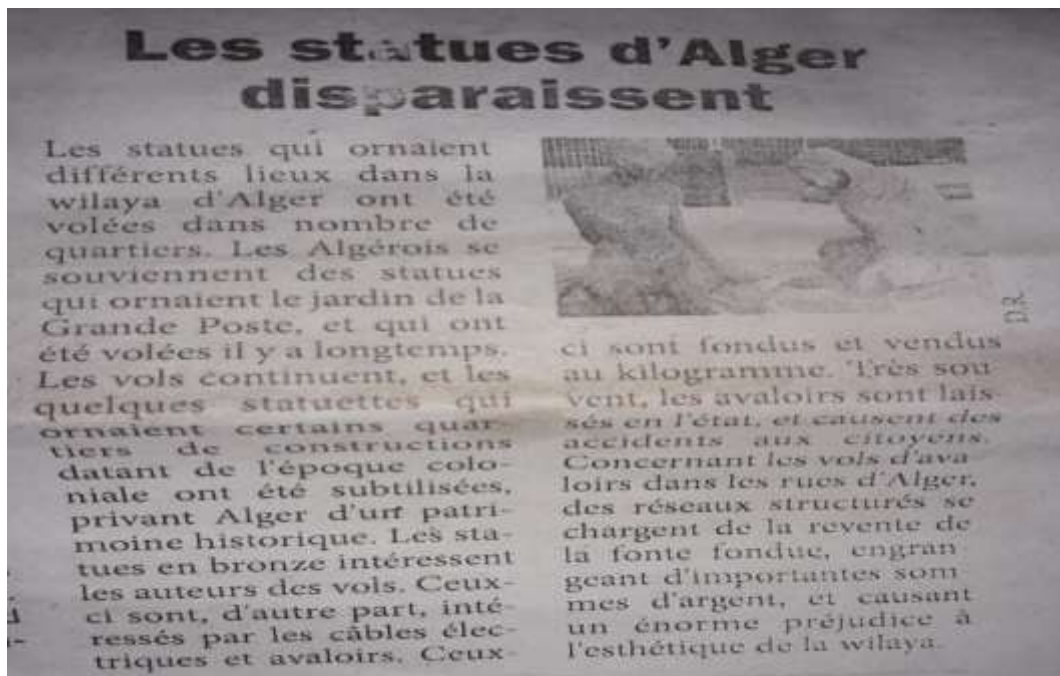 Les statues d'Alger
disparaissent
Les statues qui ornaient
différents lieux dans la
wilaya d'Alger ont été
volées dans nombre de
quartiers. Les Algérois se
souviennent des statues
qui ornaient le jardin de la
Grande Poste, et qui ont
été volées il y a longtemps.
Les vols continuent, et les
quelques statuettes qui
ornaient certains quar-
tiers de constructions
datant de l'époque colo-
niale ont été subtilisées,
privant Alger d'un patri-
moine historique. Les sta-
tues en bronze intéressent
les auteurs des vols. Ceux-
ci sont, d'autre part, inté-
ressés par les câbles élec-
triques et avaloirs. Ceux-
D.R.
ci sont fondus et vendus
au kilogramme. Très sou
vent, les avaloirs sont lais-
sés en l'état, et causent des
accidents aux citoyens.
Concernant les vols d'ava
loirs dans les rues d'Alger,
des réseaux structurés se
chargent de la revente de
la fonte fondue, engran-
geant d'importantes som-
mes d'argent, et causant
un énorme préjudice à
l'esthétique de la wilaya.